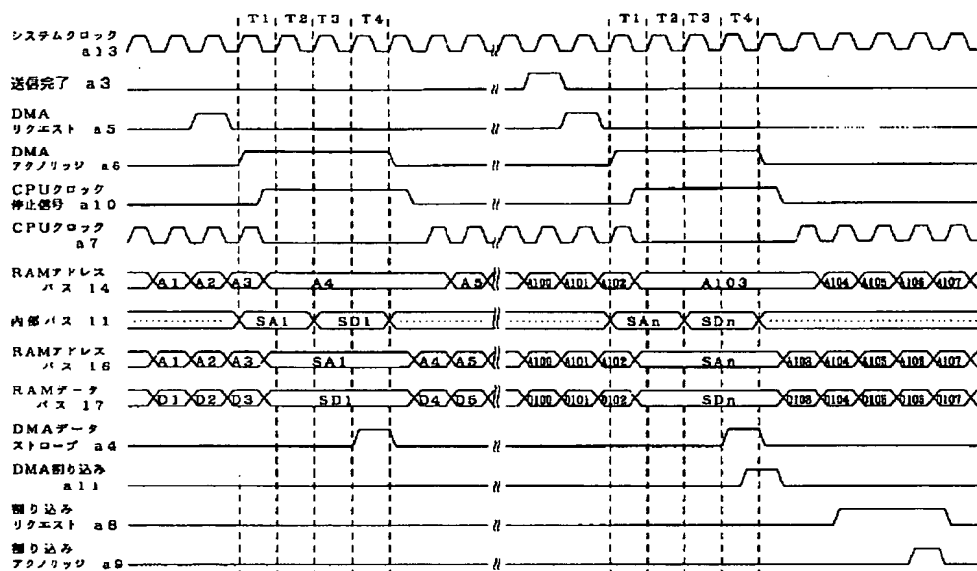 T1 T2 T3 T4 T1 T2 T3 T4
システムクロック
a13
送信完了 a3
DMA
リクエスト a5
DMA
アクノリッジ a6
CPUクロック
停止信号 a10
CPUクロック
a7
RAMアドレス
バス 14
A1 A2 A3 A4 A5 A100 A101 A102 A103 A104 A105 A106 A107
内部バス 11
SA1 SD1 SAn SDn
RAMアドレス
バス 16
A1 A2 A3 SA1 A4 A5 A100 A101 A102 SAn A103 A104 A105 A106 A107
RAMデータ
バス 17
D1 D2 D3 SD1 D4 D5 D100 D101 D102 SDn D103 D104 D105 D106 D107
DMAデータ
ストローブ a4
DMA割り込み
a11
割り込み
リクエスト a8
割り込み
アクノリッジ a9